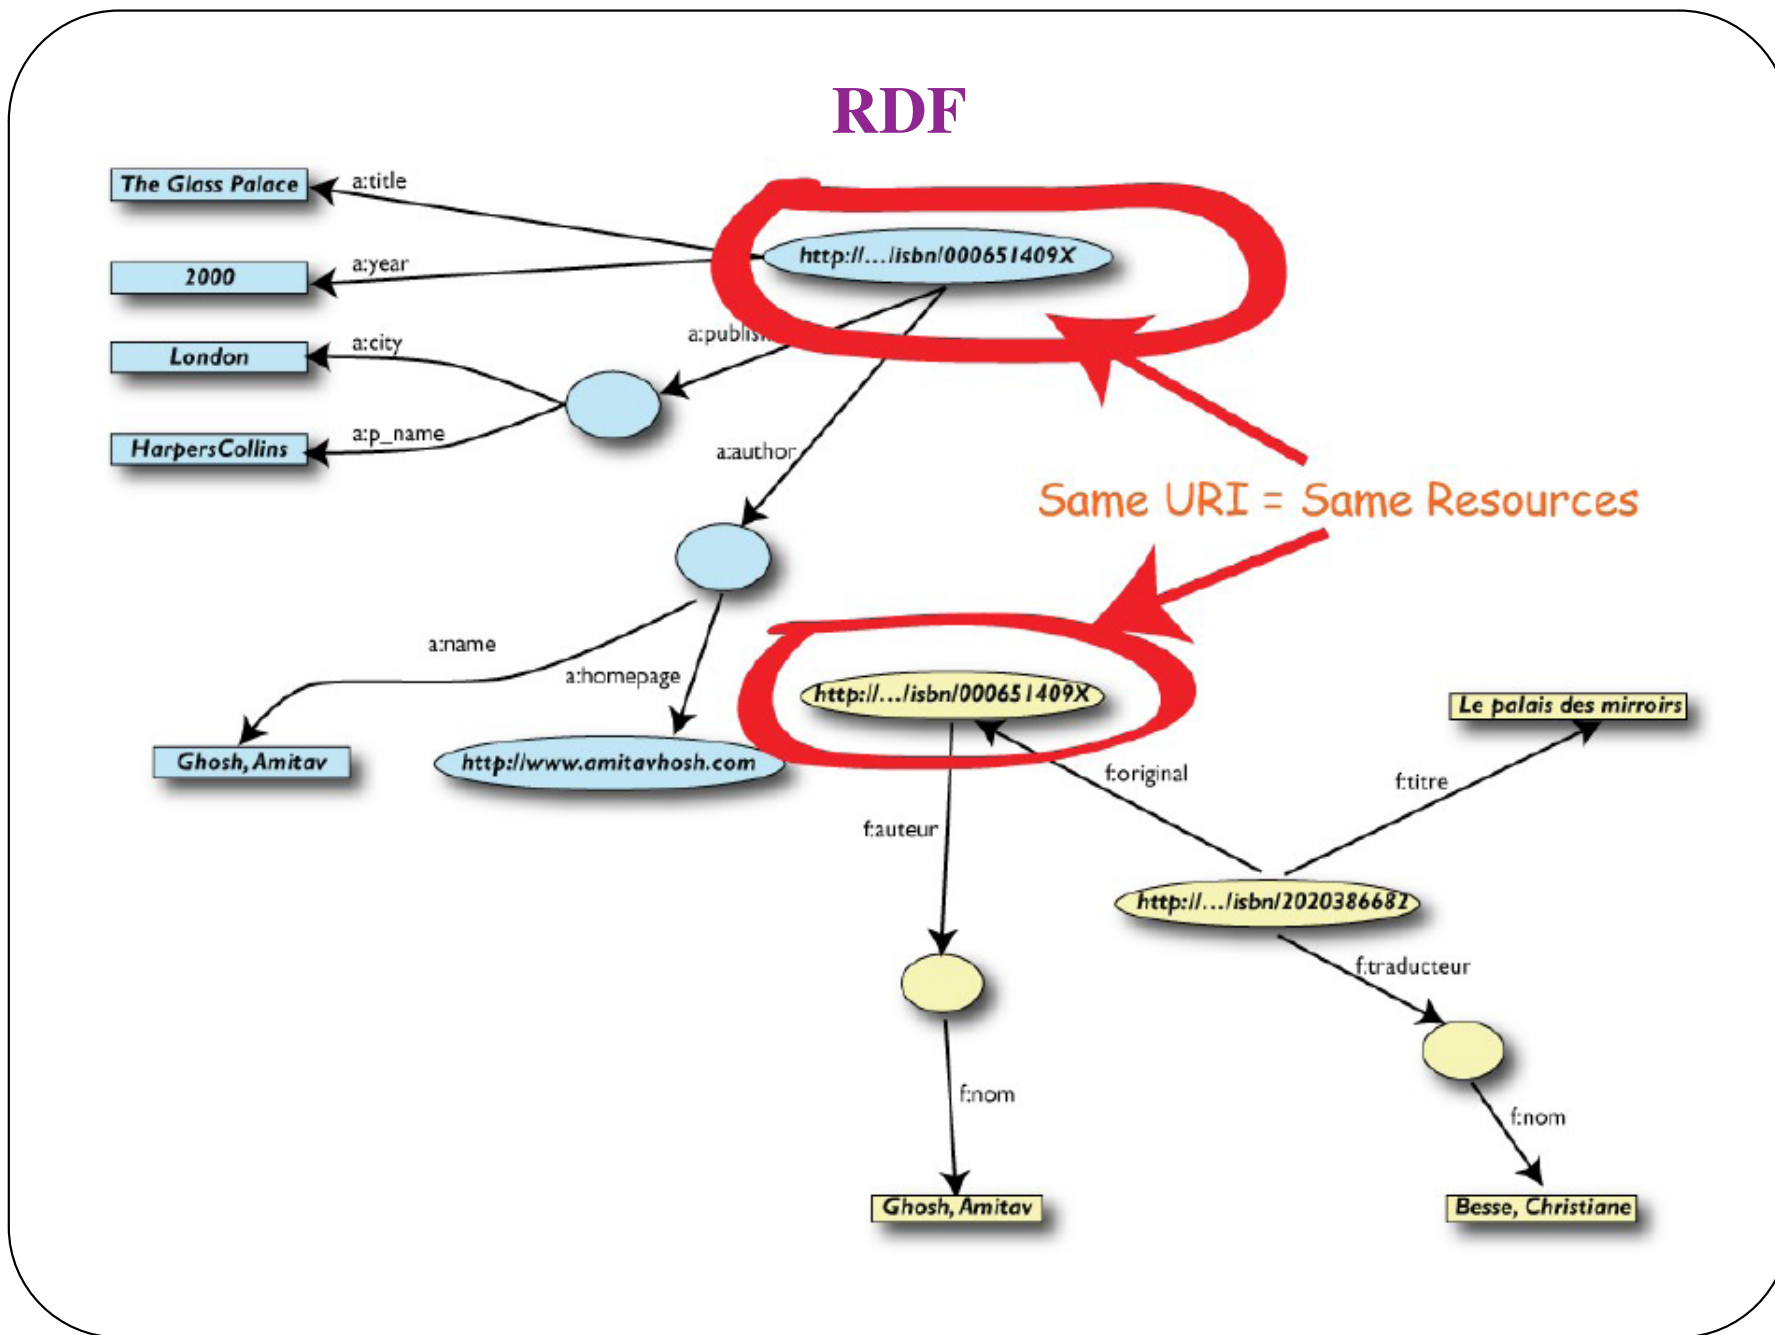 RDF
The Glass Palace
a:title
http://.../isbn/000651409X
2000
a:year
London
a:city
HarpersCollins
a:p_name
a:author
Same URI = Same Resources
a:name
a:homepage
Ghosh, Amitav
http://www.amitavhosh.com
http://.../isbn/000651409X
Le palais des mirroirs
f:original
f:titre
f:auteur
http://.../isbn/2020386682
f:traducteur
f:nom
f:nom
Ghosh, Amitav
Besse, Christiane